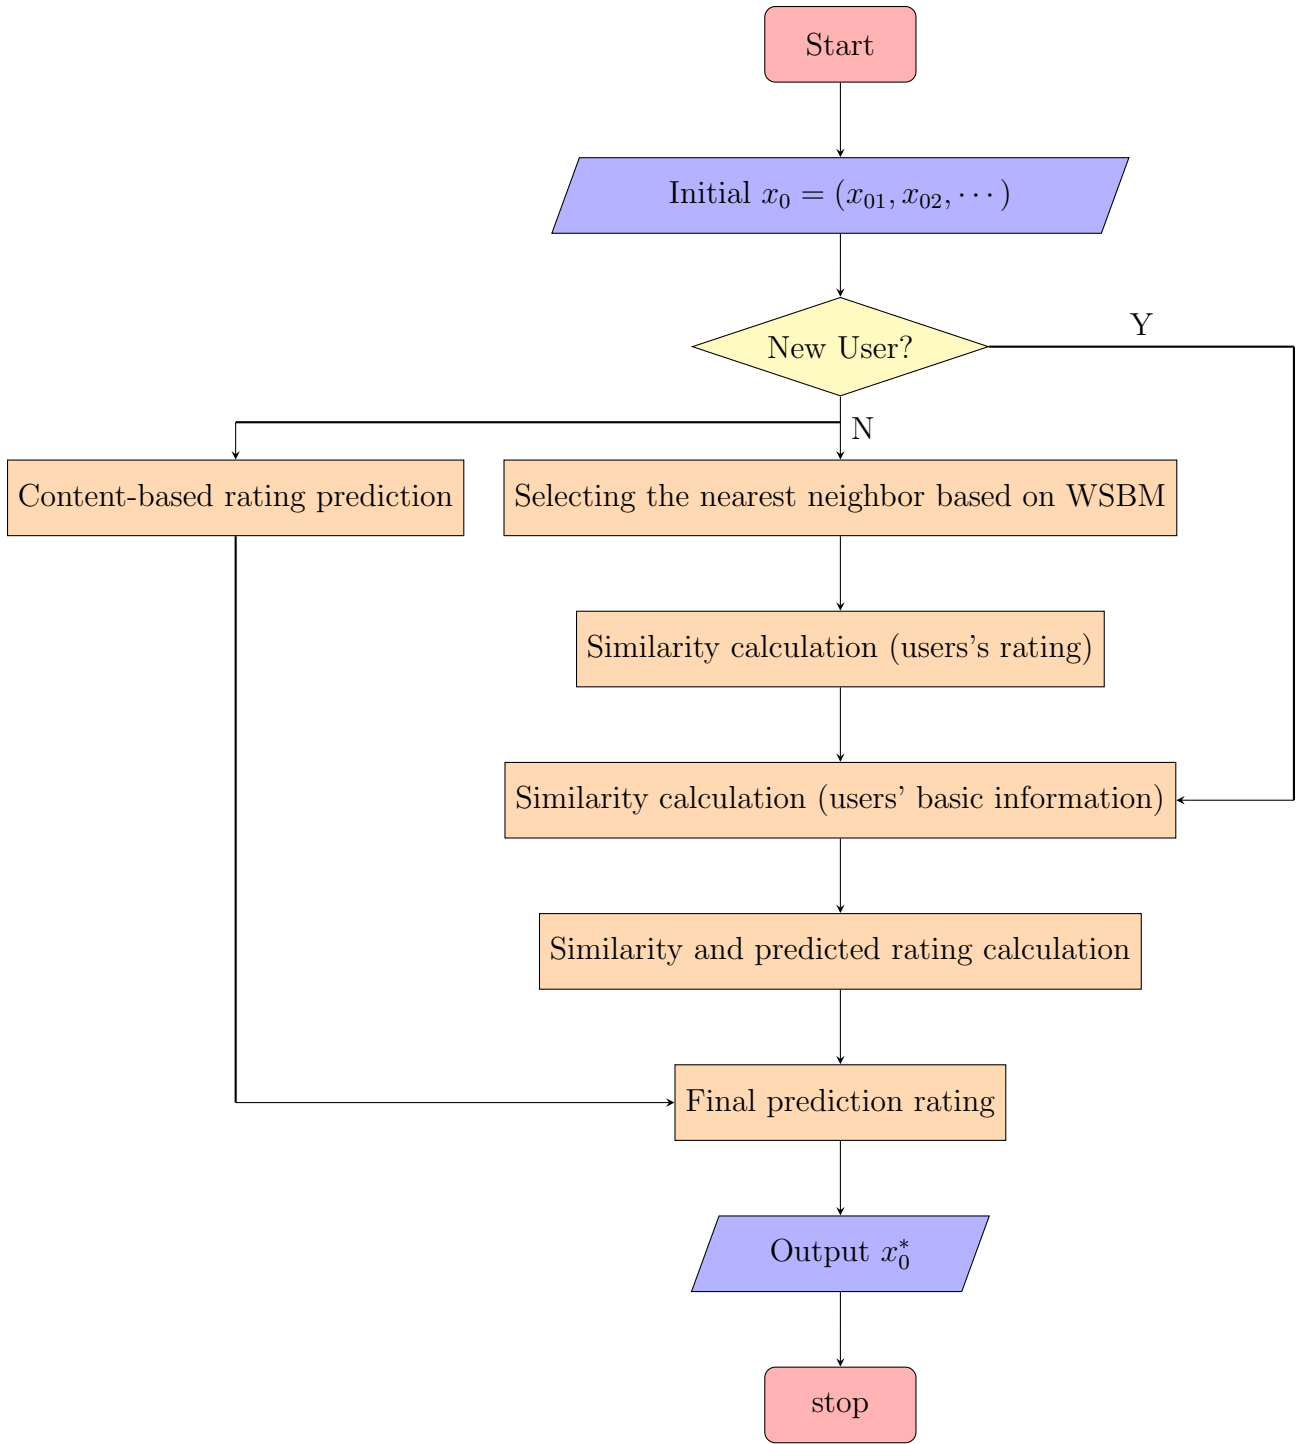 Start
Initial $x_0 = (x_{01}, x_{02}, \cdots)$
New User?
Y
N
Content-based rating prediction
Selecting the nearest neighbor based on WSBM
Similarity calculation (users's rating)
Similarity calculation (users' basic information)
Similarity and predicted rating calculation
Final prediction rating
Output $x_0^*$
stop